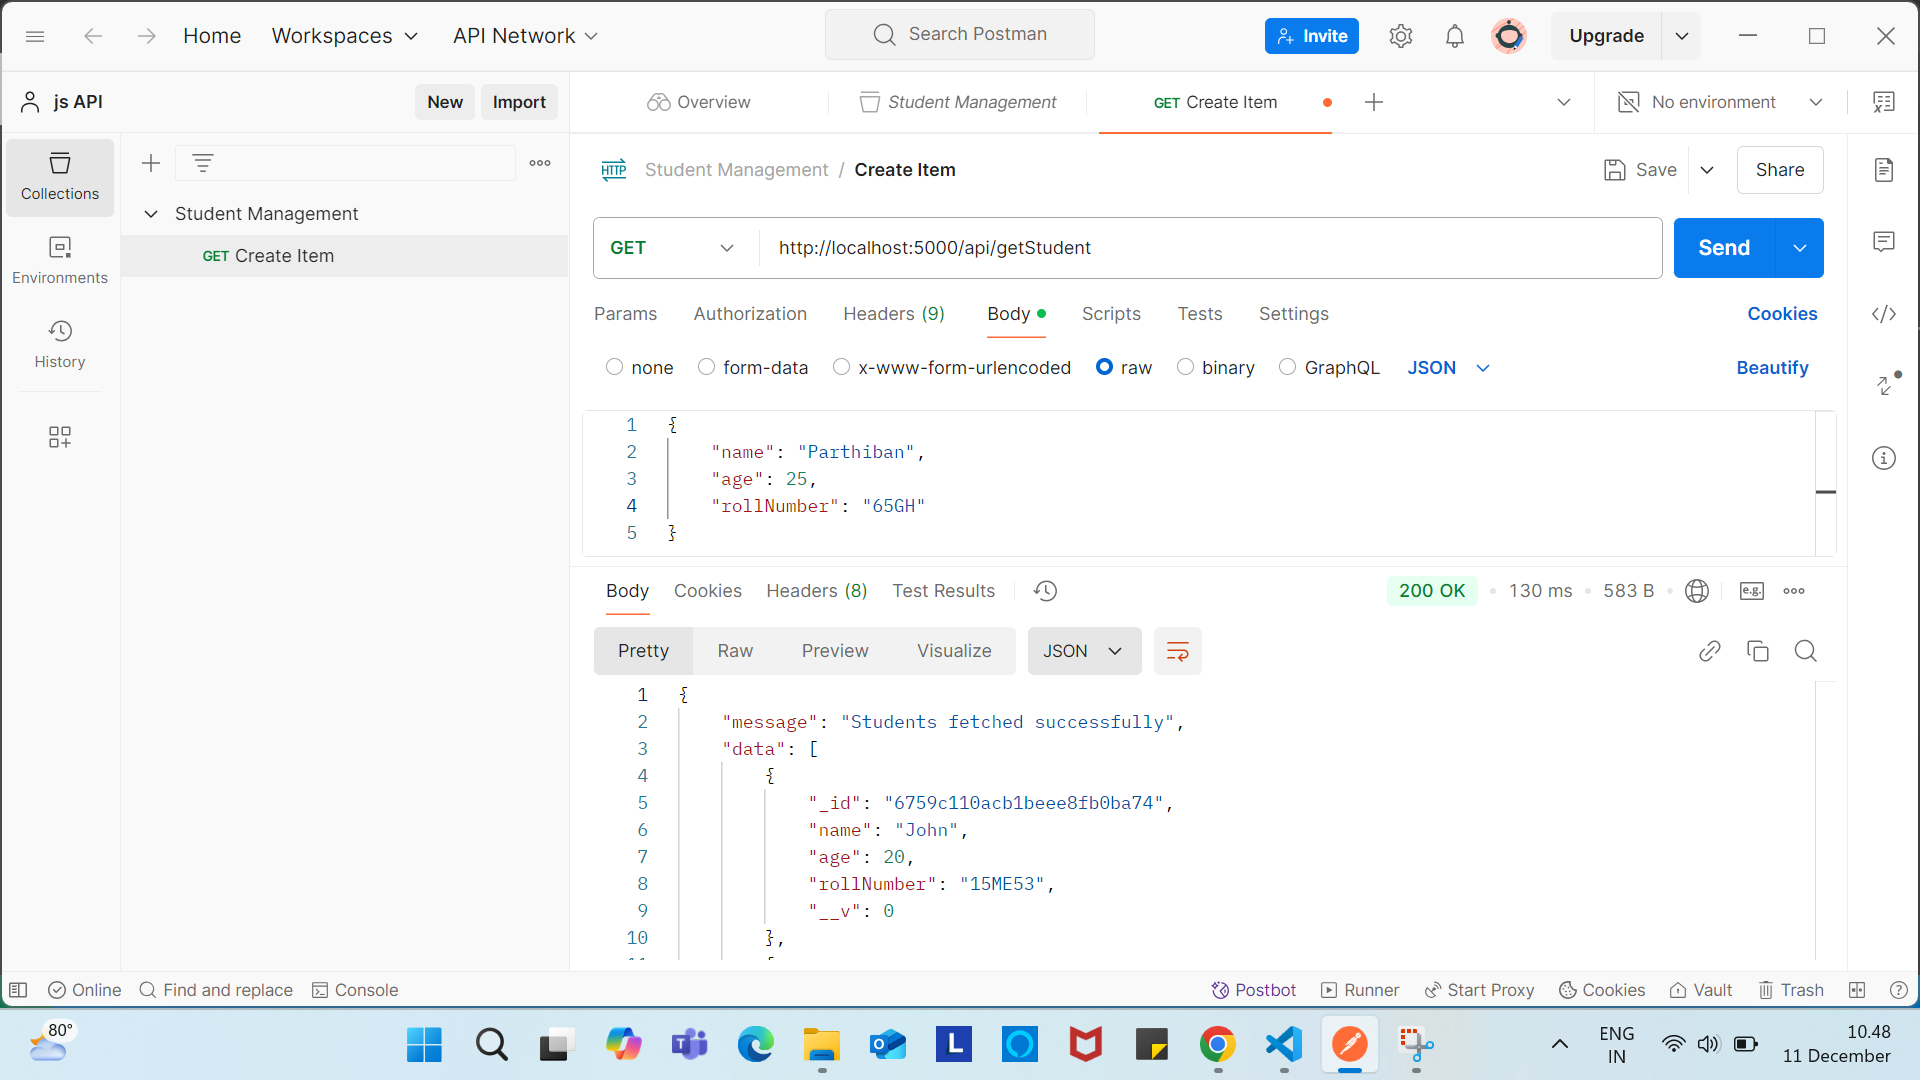 Home Workspaces API Network Search Postman Invite Upgrade
js API New Import Overview Student Management GET Create Item No environment
Collections
Student Management
GET Create Item
Environments
History
HTTP Student Management / Create Item Save Share
GET http://localhost:5000/api/getStudent Send
Params Authorization Headers (9) Body Scripts Tests Settings Cookies
none form-data x-www-form-urlencoded raw binary GraphQL JSON Beautify
1 {
2 "name": "Parthiban",
3 "age": 25,
4 "rollNumber": "65GH"
5 }
Body Cookies Headers (8) Test Results 200 OK 130 ms 583 B e.g.
Pretty Raw Preview Visualize JSON
1 {
2 "message": "Students fetched successfully",
3 "data": [
4 {
5 "_id": "6759c110acb1beee8fb0ba74",
6 "name": "John",
7 "age": 20,
8 "rollNumber": "15ME53",
9 "__v": 0
10 },
Online Find and replace Console Postbot Runner Start Proxy Cookies Vault Trash
80° ENG 10.48
IN 11 December